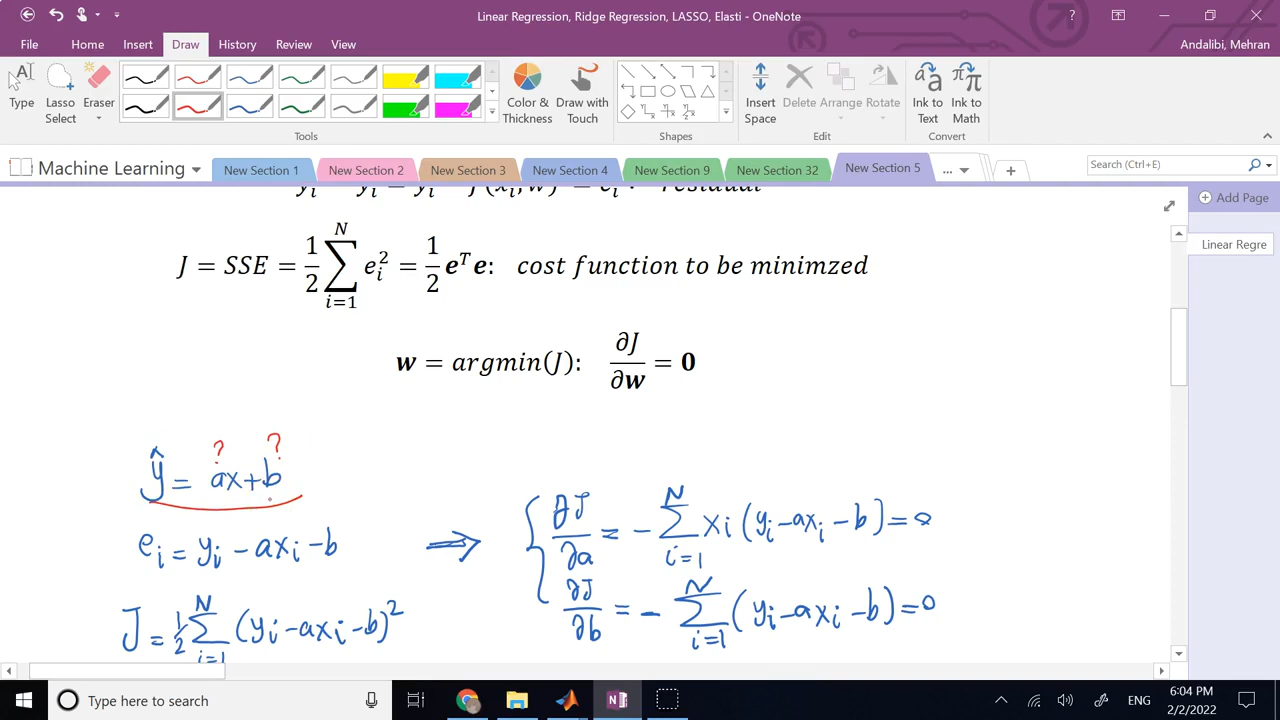 Linear Regression, Ridge Regression, LASSO, Elasti - OneNote
Andalibi, Mehran
File Home Insert Draw History Review View
Type Lasso Select Eraser Color & Thickness Draw with Touch Insert Space Delete Arrange Rotate Ink to Text Ink to Math
Tools Shapes Edit Convert
Machine Learning New Section 1 New Section 2 New Section 3 New Section 4 New Section 9 New Section 32 New Section 5 ... Search (Ctrl+E)
Add Page
Linear Regre
J = SSE = 1/2 ∑_{i=1}^{N} e_i^2 = 1/2 e^T e: cost function to be minimzed
w = argmin(J): ∂J/∂w = 0
? ?
ŷ = ax+b
e_i = y_i - ax_i - b
J = 1/2 ∑_{i=1}^{N} (y_i - ax_i - b)^2
⇒ { ∂J/∂a = - ∑_{i=1}^{N} x_i (y_i - ax_i - b) = 0
∂J/∂b = - ∑_{i=1}^{N} (y_i - ax_i - b) = 0
Type here to search
ENG
6:04 PM
2/2/2022